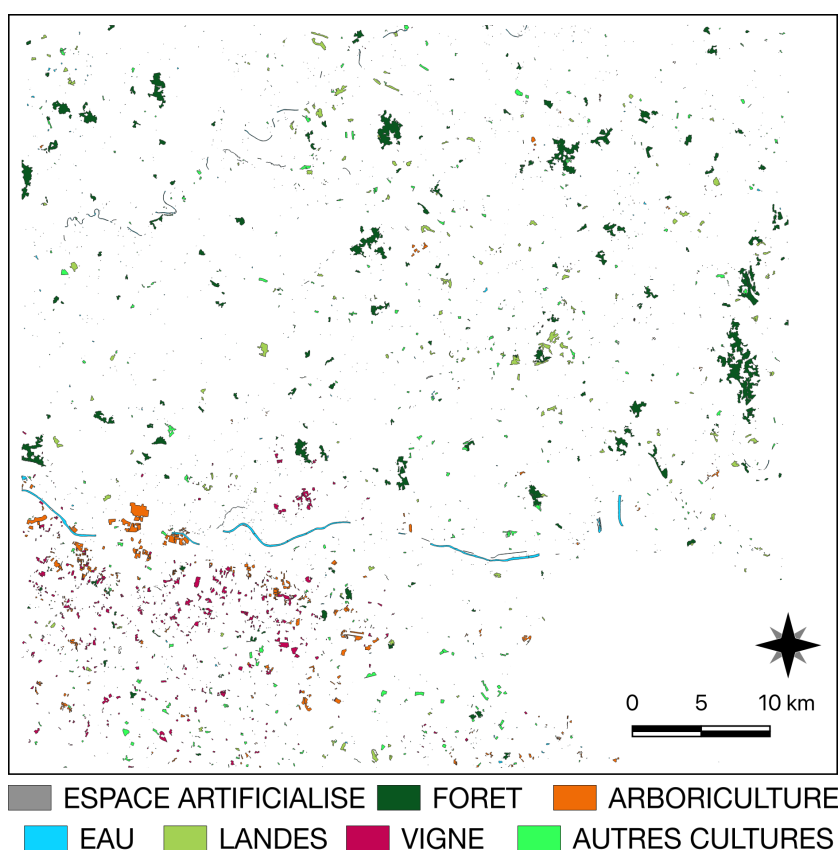 0 5 10 km
ESPACE ARTIFICIALISE FORET ARBORICULTURE
EAU LANDES VIGNE AUTRES CULTURES